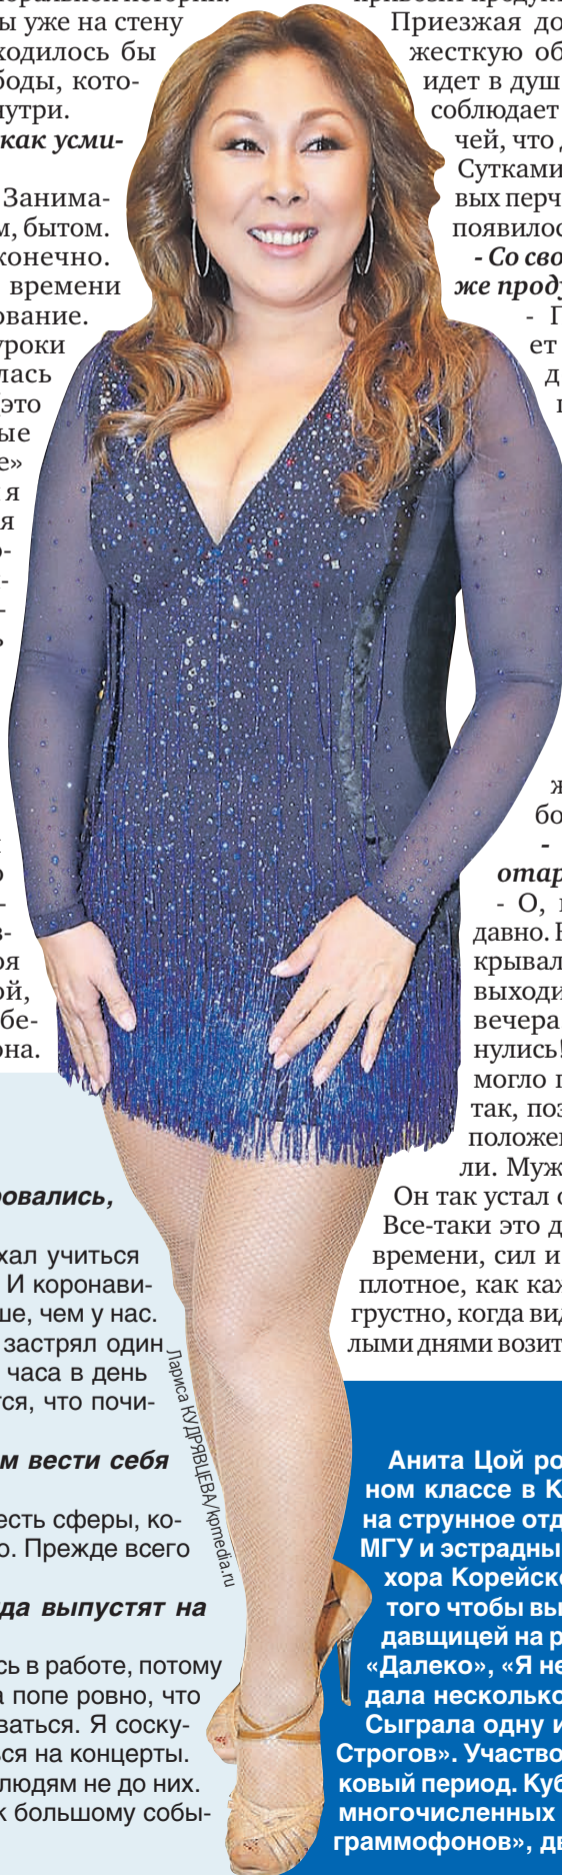 ы уже на стену
ходилось бы
боды, кото-
нутри.
как усми-
Занима-
м, бытом.
конечно.
времени
ование.
уроки
лась
это
ые
е»
я
я
она.
ровались,
хал учиться
И коронави-
ше, чем у нас.
застрял один
часа в день
тся, что почи-
м вести себя
есть сферы, ко-
о. Прежде всего
да выпустят на
сь в работе, потому
а попе ровно, что
ваться. Я соску-
ься на концерты.
людям не до них.
к большому собы-
Лариса КУДРЯВЦЕВА/kpmedia.ru
Приезжая до
жесткую об
идет в душ
соблюдает
чей, что
Сутками
вых перч
появилос
- Со сво
же проду
- П
ет
д
ж
бо
-
отар
- О,
давно. Н
крывал
выходи
вечера
нулись!
могло п
так, поз
положен
ли. Муж
Он так устал о
Все-таки это д
времени, сил и
плотное, как каж
грустно, когда вид
лыми днями возит
Анита Цой ро
ном классе в К
на струнное отд
МГУ и эстрадны
хора Корейско
того чтобы вы
давщицей на р
«Далеко», «Я не
дала несколько
Сыграла одну и
Строгов». Участво
ковый период. Куб
многочисленных
граммофонов», дв